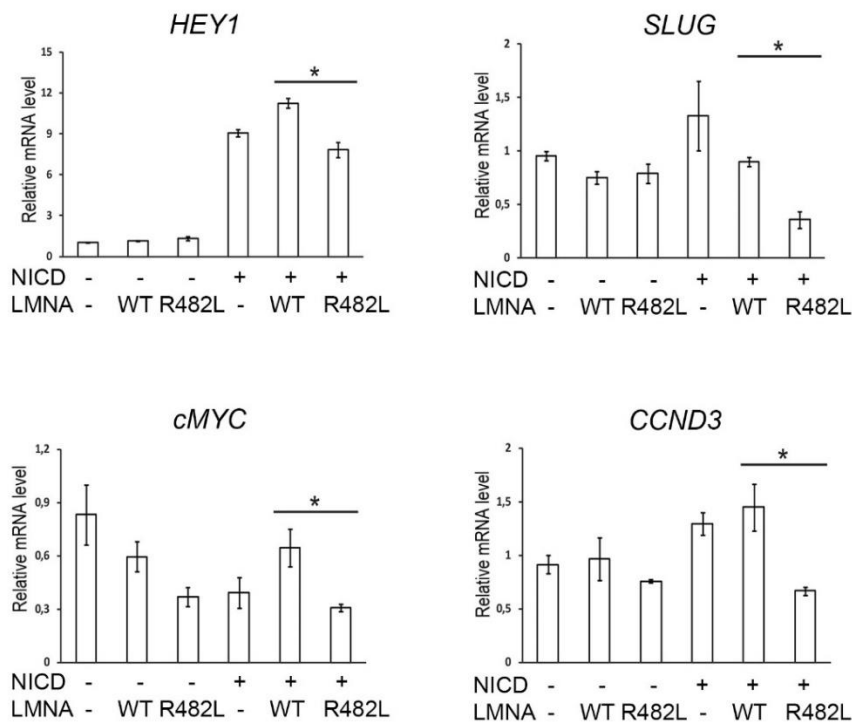 HEY1
Relative mRNA level
15
12
9
6
3
0
*
NICD - - - + + +
LMNA - WT R482L - WT R482L
SLUG
Relative mRNA level
2
1,5
1
0,5
0
*
NICD - - - + + +
LMNA - WT R482L - WT R482L
cMYC
Relative mRNA level
1,2
0,9
0,6
0,3
0
*
NICD - - - + + +
LMNA - WT R482L - WT R482L
CCND3
Relative mRNA level
2
1,5
1
0,5
0
*
NICD - - - + + +
LMNA - WT R482L - WT R482L